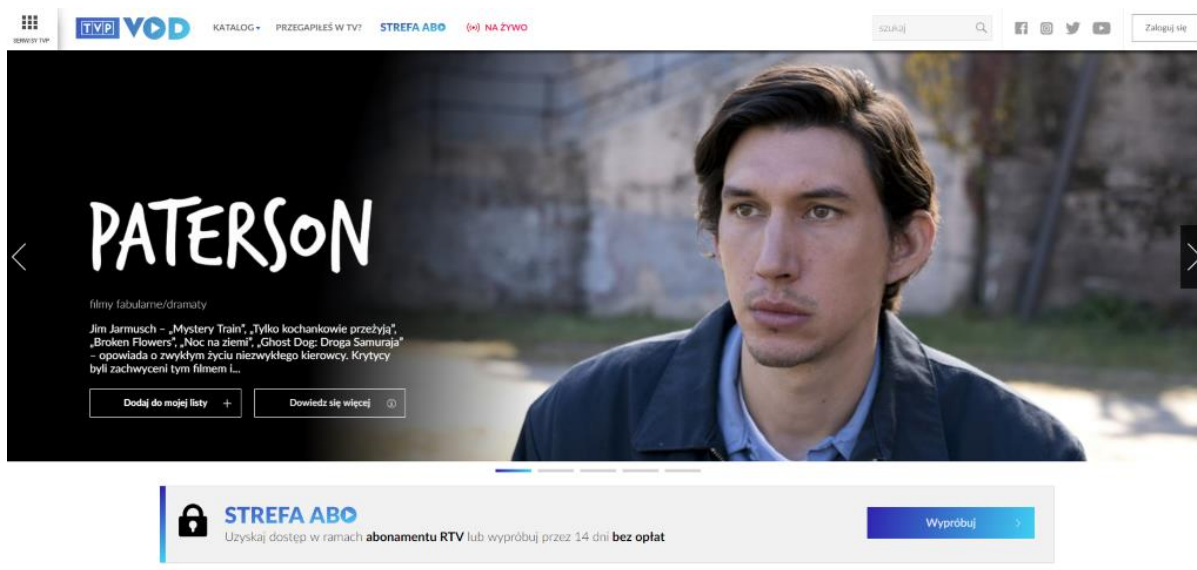 SERWISY TVP
TVP VOD
KATALOG
PRZEGAPIŁEŚ W TV?
STREFA ABO
NA ŻYWO
szukaj
Zaloguj się
PATERSON
filmy fabularne/dramaty
Jim Jarmusch – „Mystery Train”, „Tylko kochankowie przeżyją”,
„Broken Flowers”, „Noc na ziemi”, „Ghost Dog: Droga Samuraja”
– opowiada o zwykłym życiu niezwykłego kierowcy. Krytycy
byli zachwyceni tym filmem i...
Dodaj do mojej listy +
Dowiedz się więcej
STREFA ABO
Uzyskaj dostęp w ramach abonamentu RTV lub wypróbuj przez 14 dni bez opłat
Wypróbuj